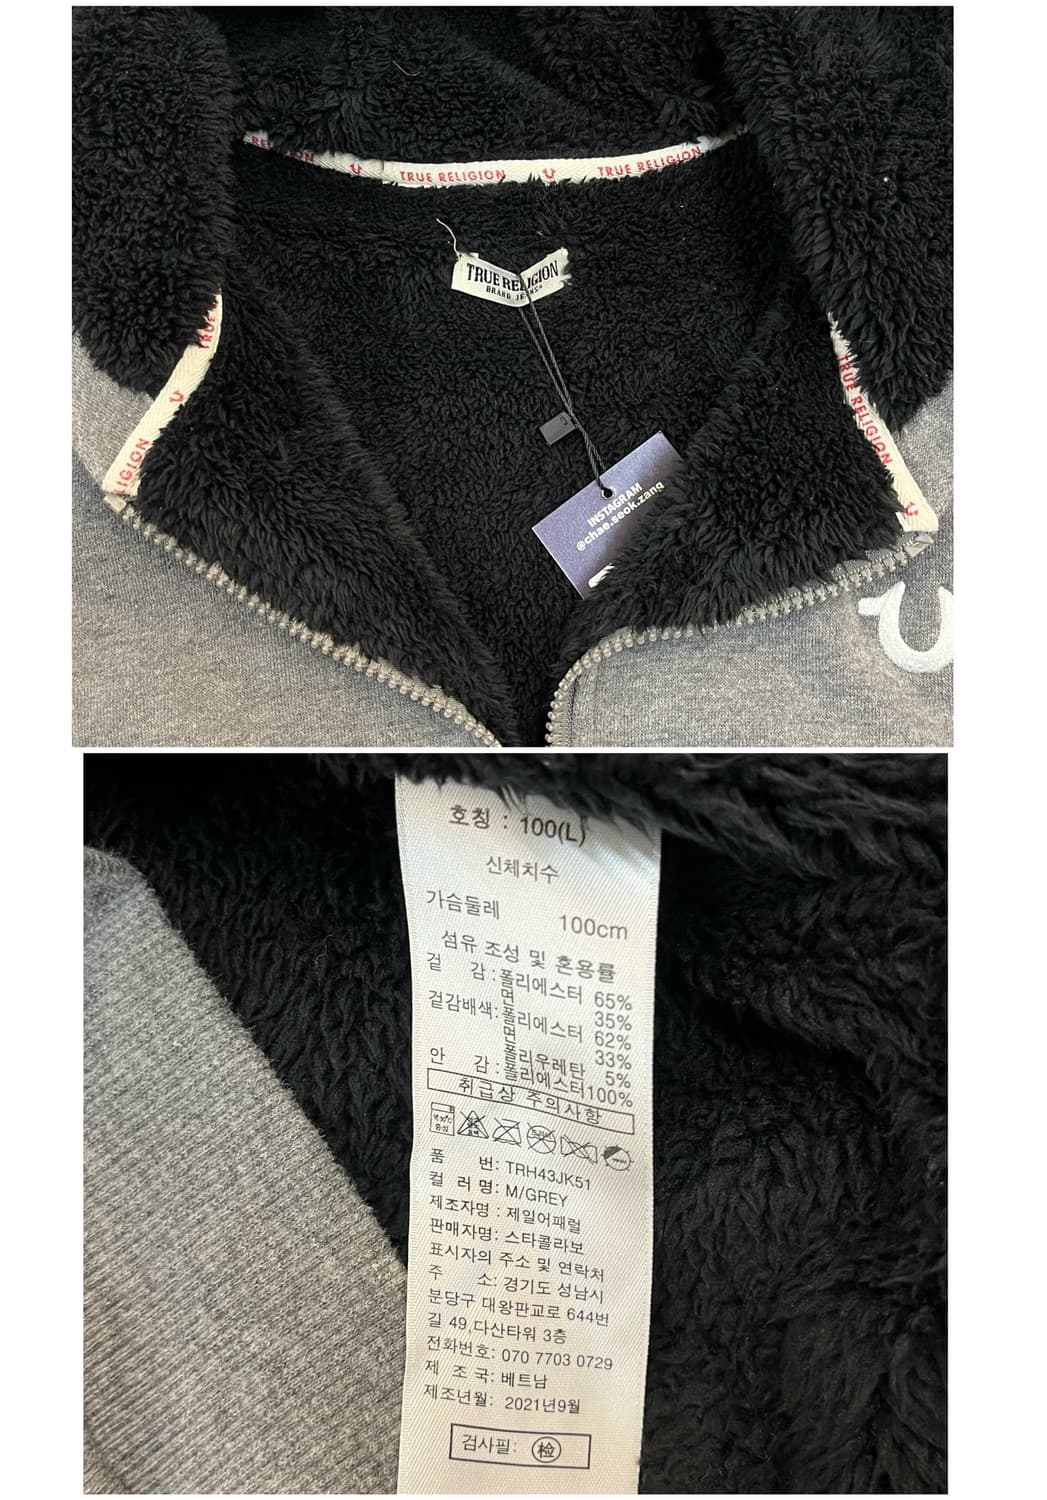 RELIGION
TRUE RELIGION
TRUE RELIGION
TRUE RELIGION
BRAND JEANS
TRUE
LIGION
TRUE RELIGION
INSTAGRAM
@chae.seok.zang
호칭 : 100(L)
신체치수
가슴둘레 100cm
섬유 조성 및 혼용률
겉 감 : 폴리에스터 65%
면 35%
겉감배색: 폴리에스터 62%
면 33%
폴리우레탄 5%
안 감 : 폴리에스터100%
취급상 주의사항
품 번: TRH43JK51
컬 러 명: M/GREY
제조자명 : 제일어패럴
판매자명: 스타콜라보
표시자의 주소 및 연락처
주 소: 경기도 성남시
분당구 대왕판교로 644번
길 49,다산타워 3층
전화번호: 070 7703 0729
제 조 국: 베트남
제조년월: 2021년9월
검사필: 檢